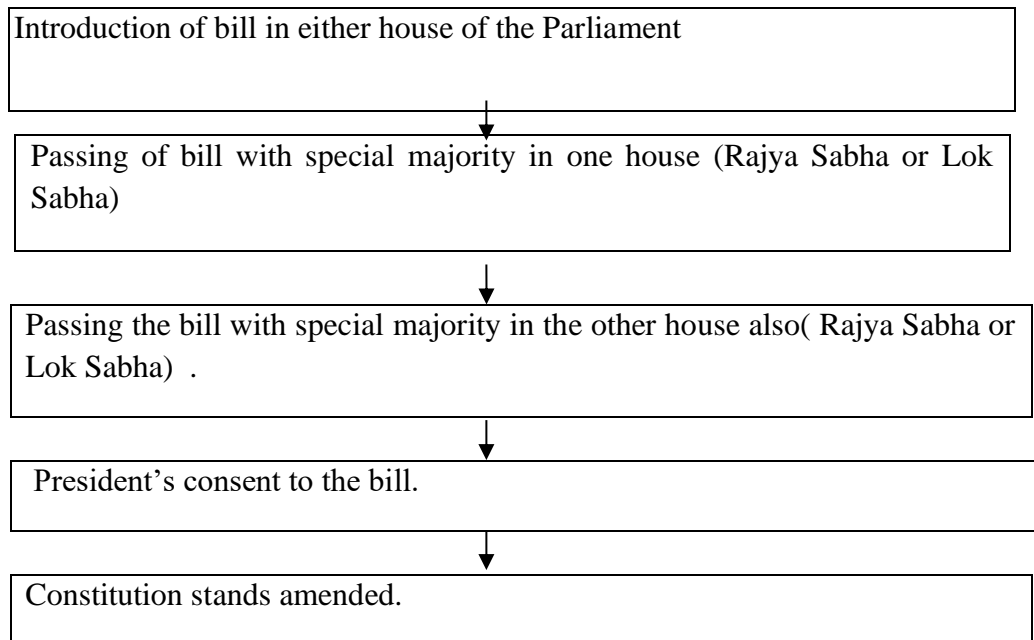 Introduction of bill in either house of the Parliament
Passing of bill with special majority in one house (Rajya Sabha or Lok
Sabha)
Passing the bill with special majority in the other house also( Rajya Sabha or
Lok Sabha)  .
President’s consent to the bill.
Constitution stands amended.